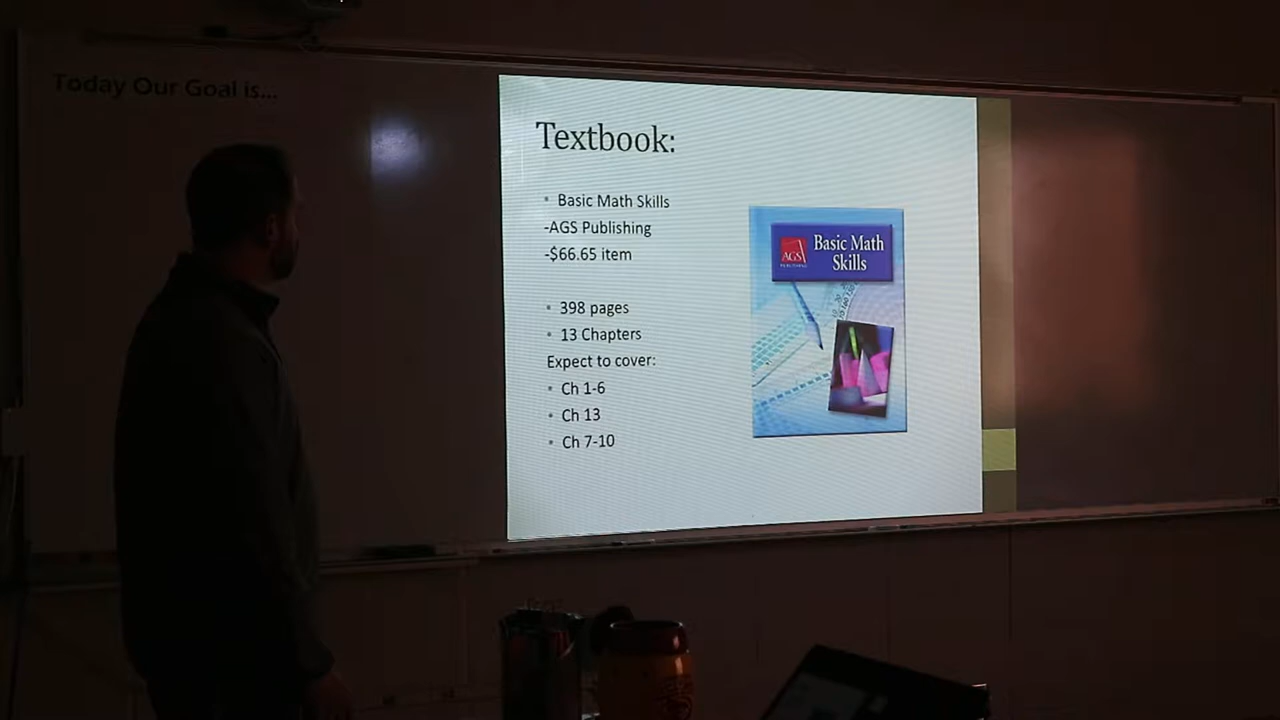 Today Our Goal is...
Textbook:
• Basic Math Skills
-AGS Publishing
-$66.65 item
• 398 pages
• 13 Chapters
Expect to cover:
• Ch 1-6
• Ch 13
• Ch 7-10
AGS
Basic Math
Skills